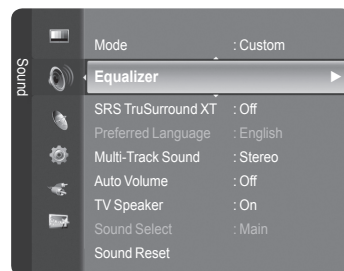 Sound
Mode : Custom
Equalizer
SRS TruSurround XT : Off
Preferred Language : English
Multi-Track Sound : Stereo
Auto Volume : Off
TV Speaker : On
Sound Select : Main
Sound Reset